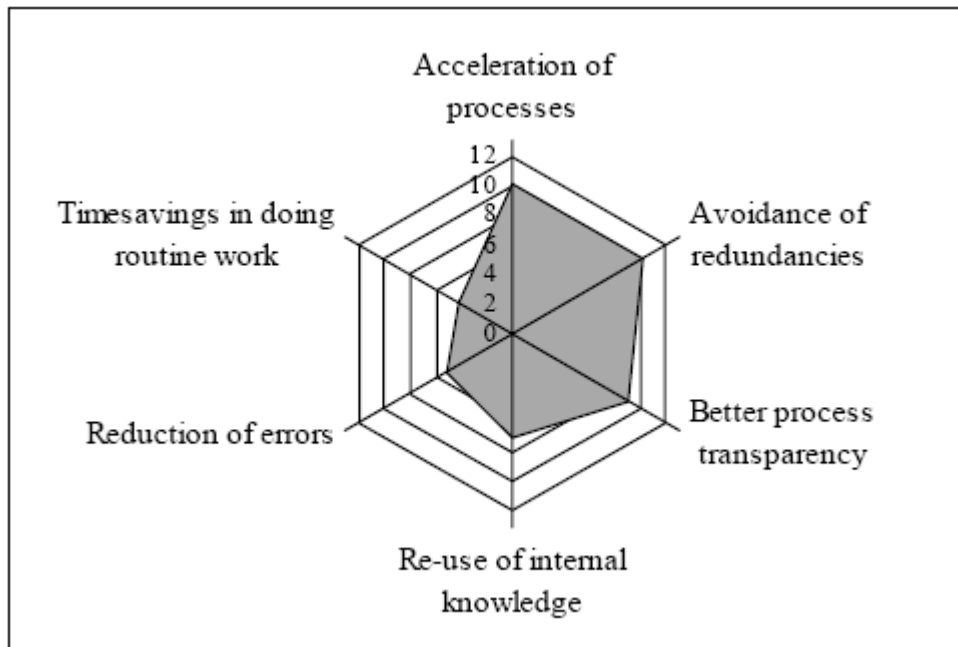 Acceleration of
processes
12
10
8
6
4
2
0
Timesavings in doing
routine work
Avoidance of
redundancies
Reduction of errors
Better process
transparency
Re-use of internal
knowledge